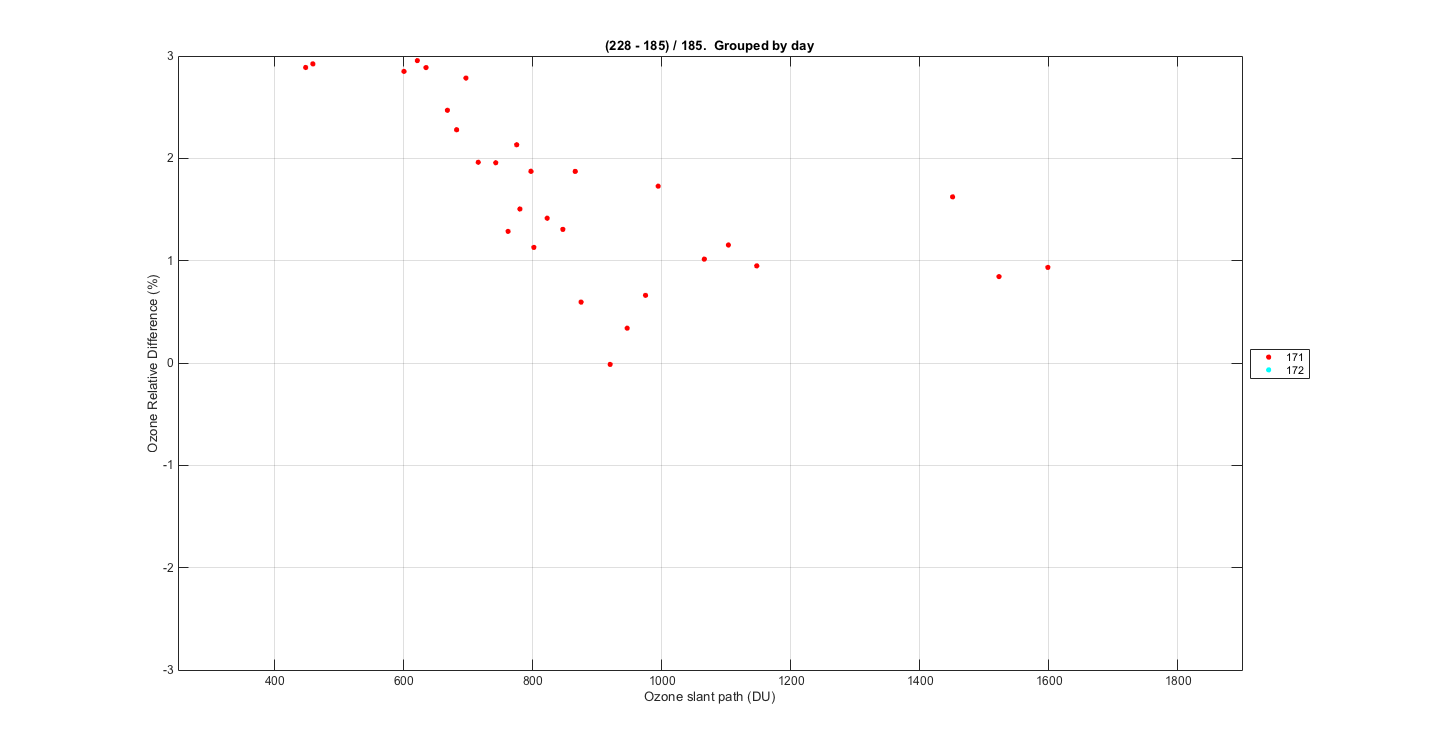 (228 - 185) / 185.  Grouped by day
3
2
1
0
-1
-2
-3
Ozone Relative Difference (%)
400 600 800 1000 1200 1400 1600 1800
Ozone slant path (DU)
171
172